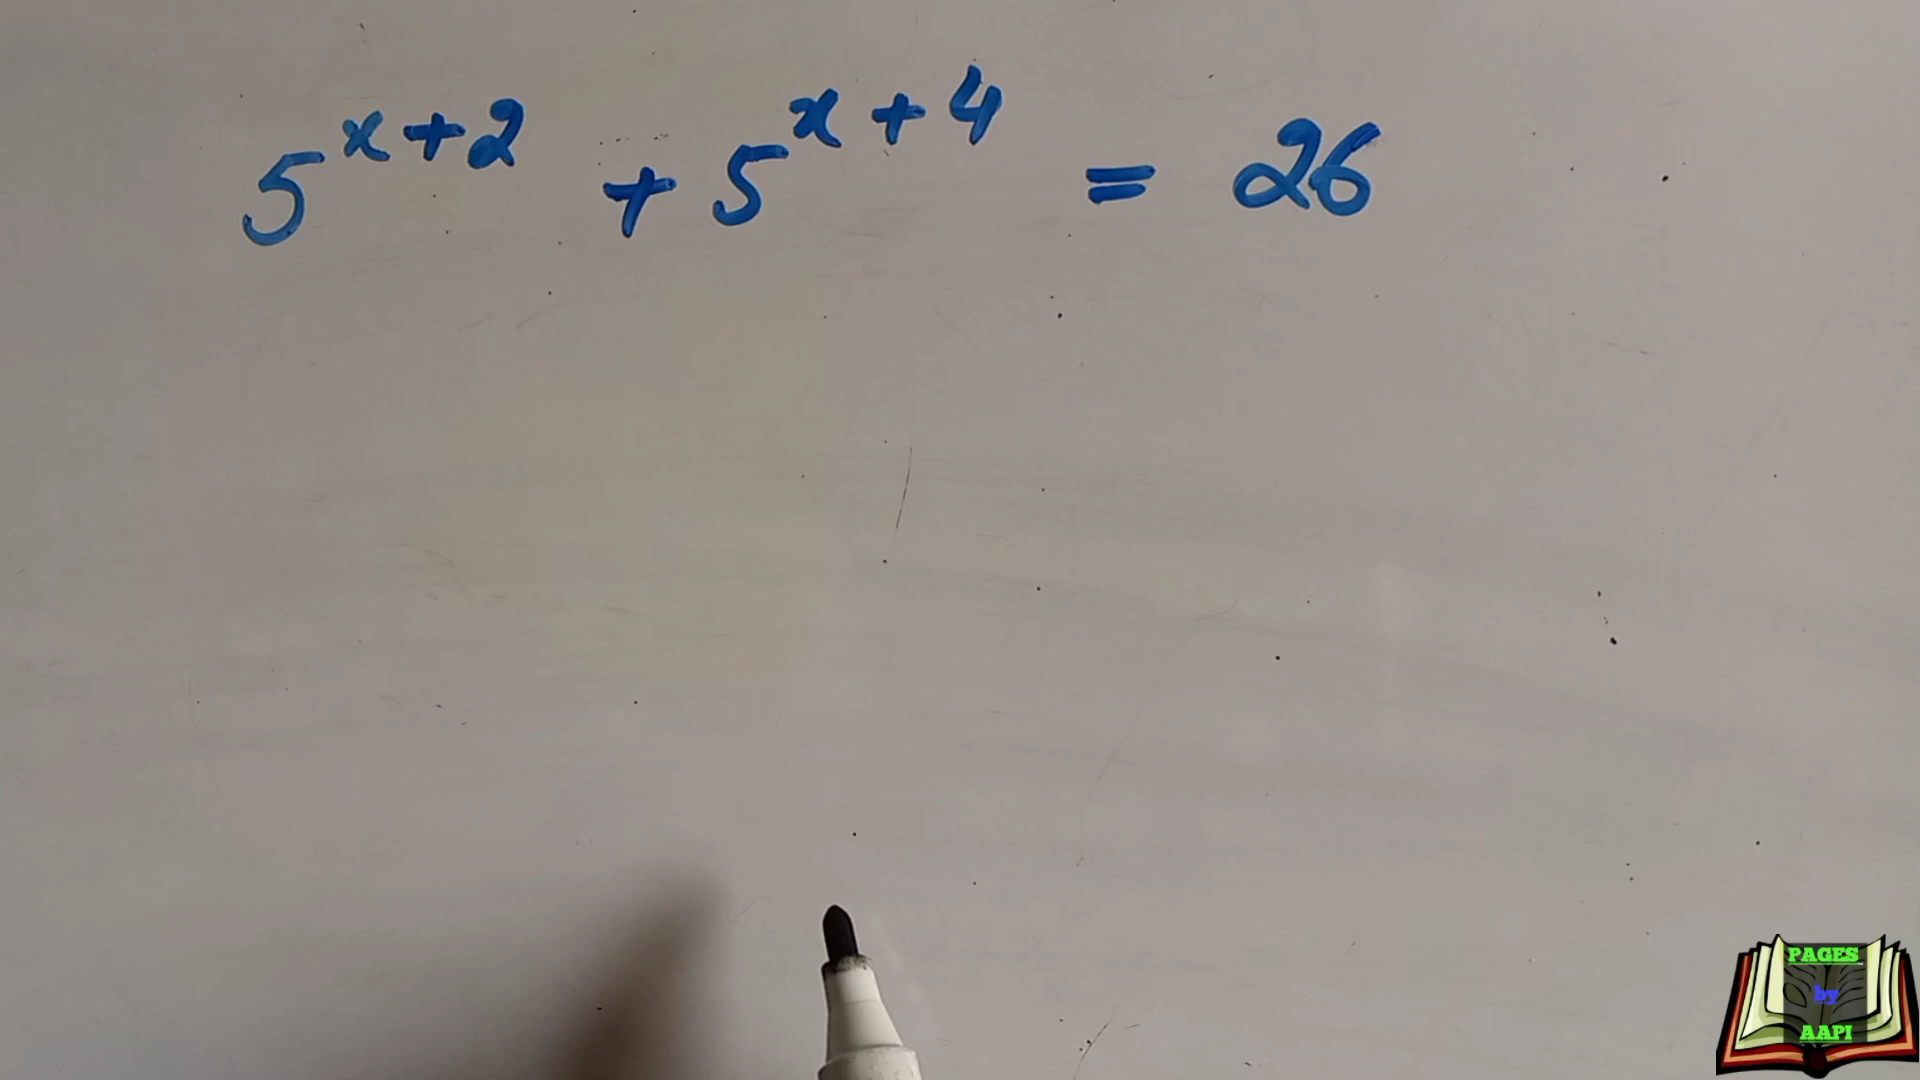 5^{x+2} + 5^{x+4} = 26
PAGES
by
AAPI